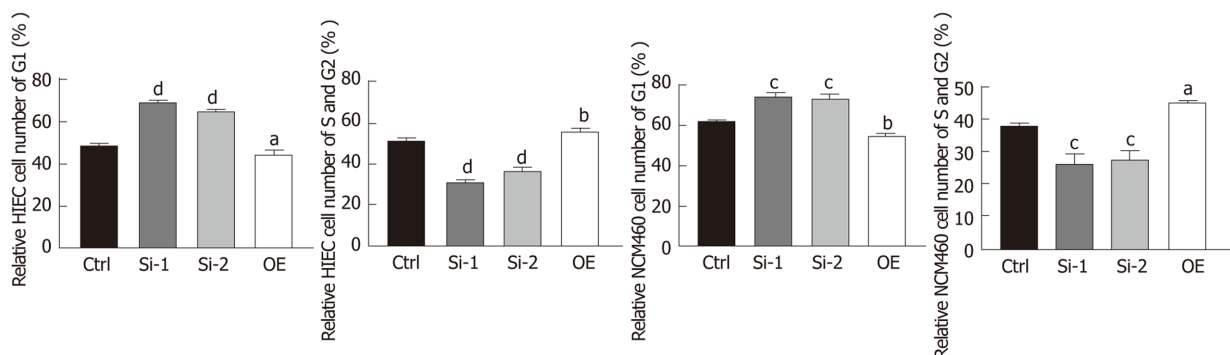 Relative HIEC cell number of G1 (% )
80
60
40
20
0
d
d
a
Ctrl Si-1 Si-2 OE
Relative HIEC cell number of S and G2 (% )
80
60
40
20
0
d
d
b
Ctrl Si-1 Si-2 OE
Relative NCM460 cell number of G1 (% )
80
60
40
20
0
c
c
b
Ctrl Si-1 Si-2 OE
Relative NCM460 cell number of S and G2 (% )
50
40
30
20
10
0
c
c
a
Ctrl Si-1 Si-2 OE